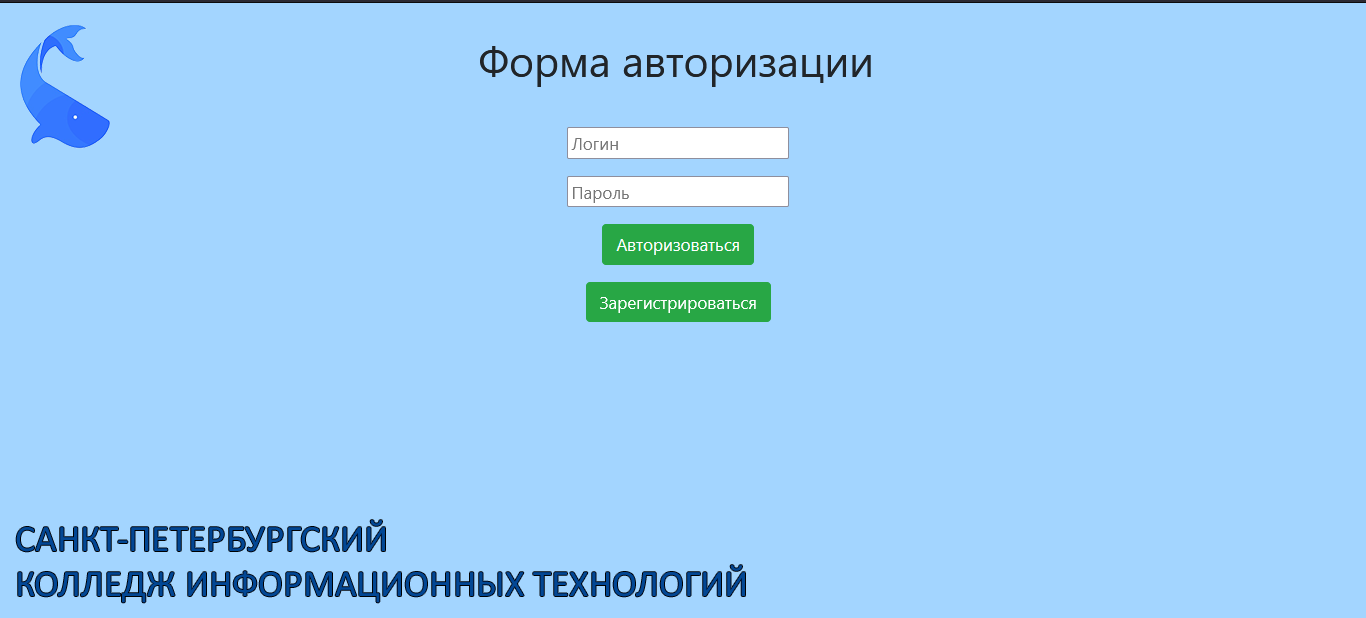 Форма авторизации
Логин
Пароль
Авторизоваться
Зарегистрироваться
САНКТ-ПЕТЕРБУРГСКИЙ
КОЛЛЕДЖ ИНФОРМАЦИОННЫХ ТЕХНОЛОГИЙ